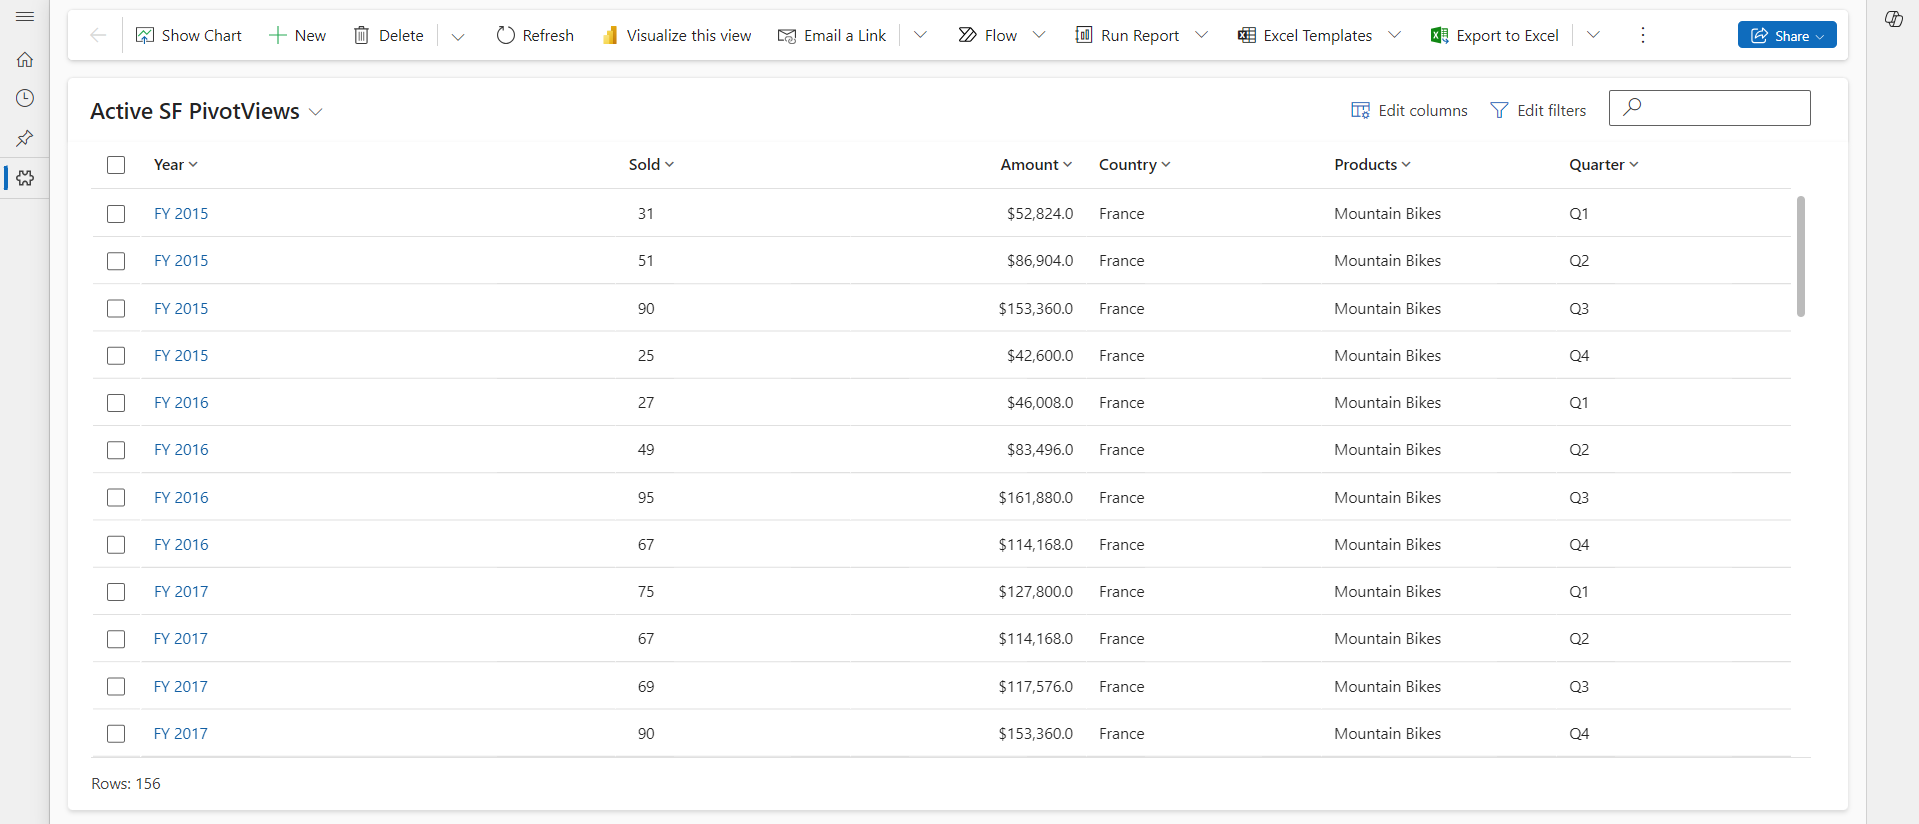 Show Chart New Delete Refresh Visualize this view Email a Link Flow Run Report Excel Templates Export to Excel Share
Active SF PivotViews Edit columns Edit filters
Year Sold Amount Country Products Quarter
FY 2015 31 $52,824.0 France Mountain Bikes Q1
FY 2015 51 $86,904.0 France Mountain Bikes Q2
FY 2015 90 $153,360.0 France Mountain Bikes Q3
FY 2015 25 $42,600.0 France Mountain Bikes Q4
FY 2016 27 $46,008.0 France Mountain Bikes Q1
FY 2016 49 $83,496.0 France Mountain Bikes Q2
FY 2016 95 $161,880.0 France Mountain Bikes Q3
FY 2016 67 $114,168.0 France Mountain Bikes Q4
FY 2017 75 $127,800.0 France Mountain Bikes Q1
FY 2017 67 $114,168.0 France Mountain Bikes Q2
FY 2017 69 $117,576.0 France Mountain Bikes Q3
FY 2017 90 $153,360.0 France Mountain Bikes Q4
Rows: 156